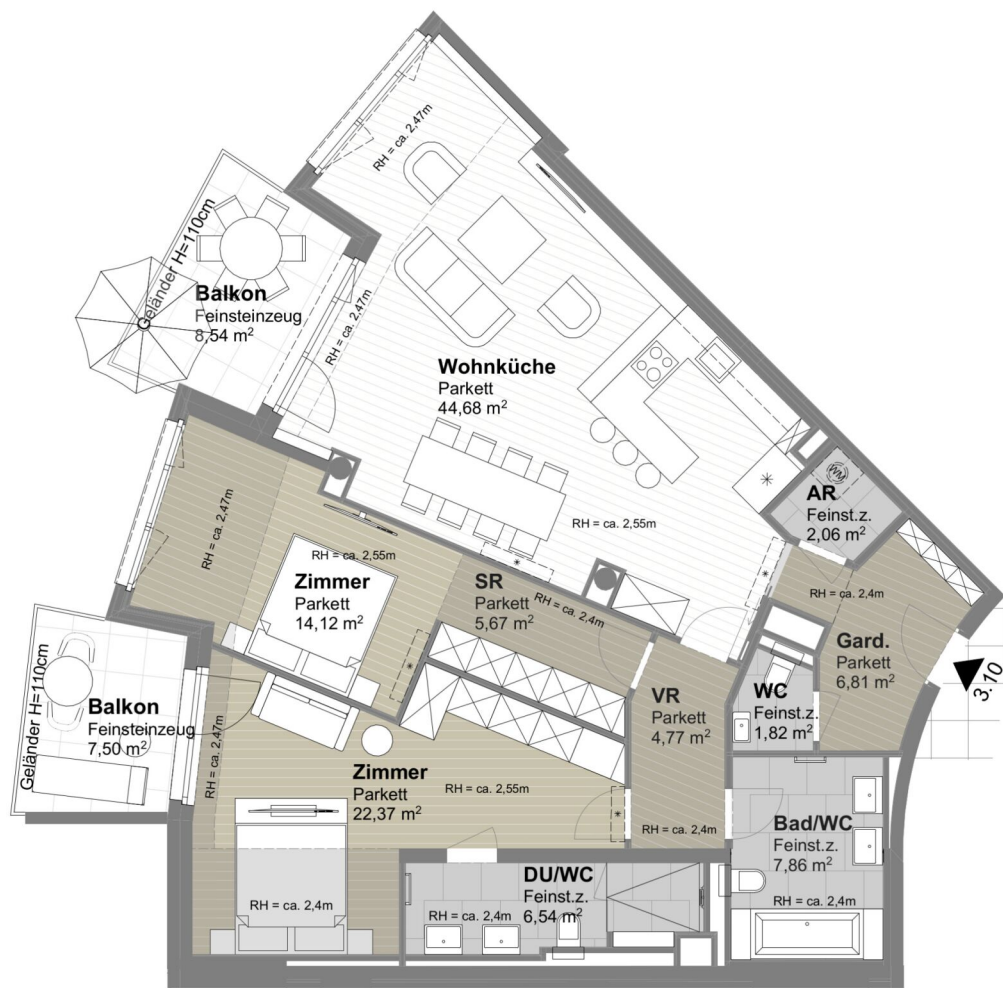 RH = ca. 2,47m
Geländer H=110cm
Balkon
Feinsteinzeug
8,54 m²
RH = ca. 2,47m
Wohnküche
Parkett
44,68 m²
WM
AR
Feinst.z.
2,06 m²
RH = ca. 2,55m
RH = ca. 2,47m
RH = ca. 2,55m
Zimmer
Parkett
14,12 m²
SR
Parkett
5,67 m²
RH = ca. 2,4m
RH = ca. 2,4m
Gard.
Parkett
6,81 m²
3.10
Geländer H=110cm
Balkon
Feinsteinzeug
7,50 m²
RH = ca. 2,47m
VR
Parkett
4,77 m²
WC
Feinst.z.
1,82 m²
Zimmer
Parkett
22,37 m²
RH = ca. 2,55m
RH = ca. 2,4m
Bad/WC
Feinst.z.
7,86 m²
RH = ca. 2,4m
DU/WC
Feinst.z.
6,54 m²
RH = ca. 2,4m
RH = ca. 2,4m